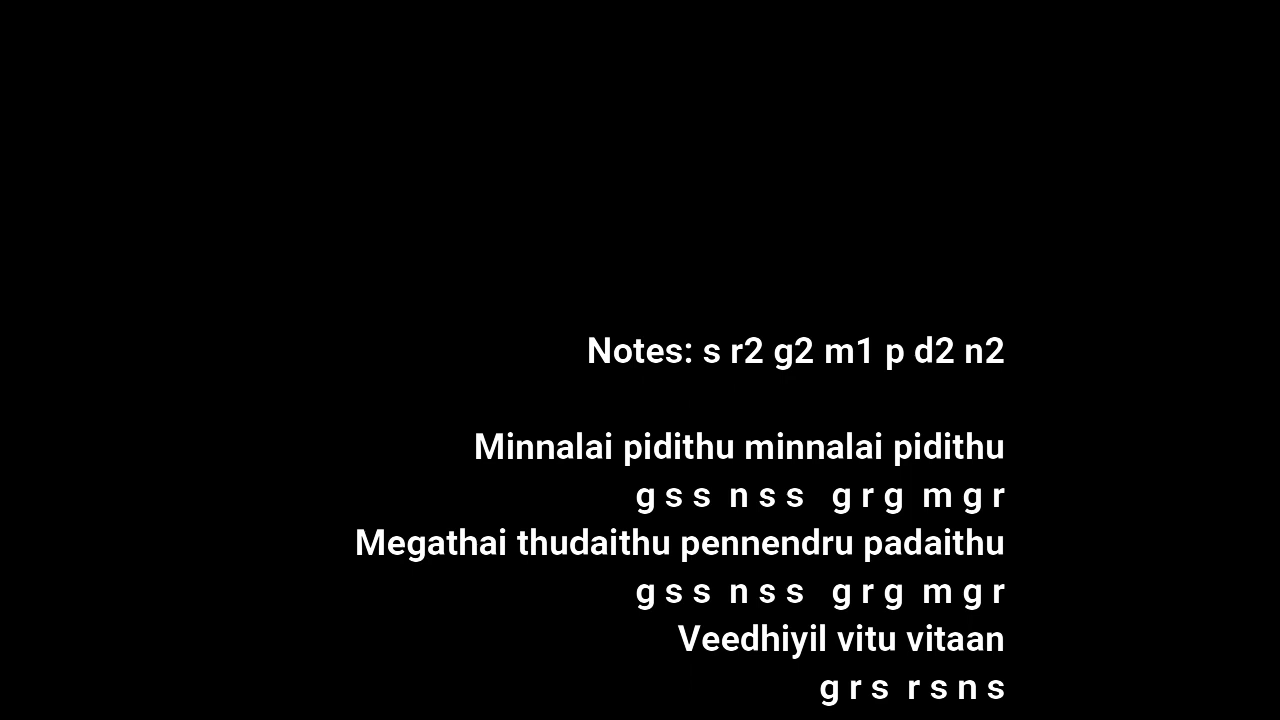 Notes: s r2 g2 m1 p d2 n2
Minnalai pidithu minnalai pidithu
g s s  n s s   g r g  m g r
Megathai thudaithu pennendru padaithu
g s s  n s s   g r g  m g r
Veedhiyil vitu vitaan
g r s  r s n s